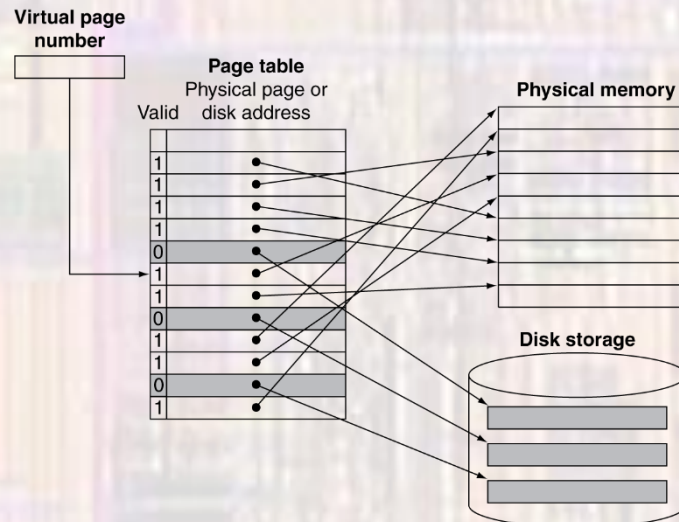 Virtual page
number
Page table
Physical page or
Valid disk address
1
1
1
1
0
1
1
0
1
1
0
1
Physical memory
Disk storage